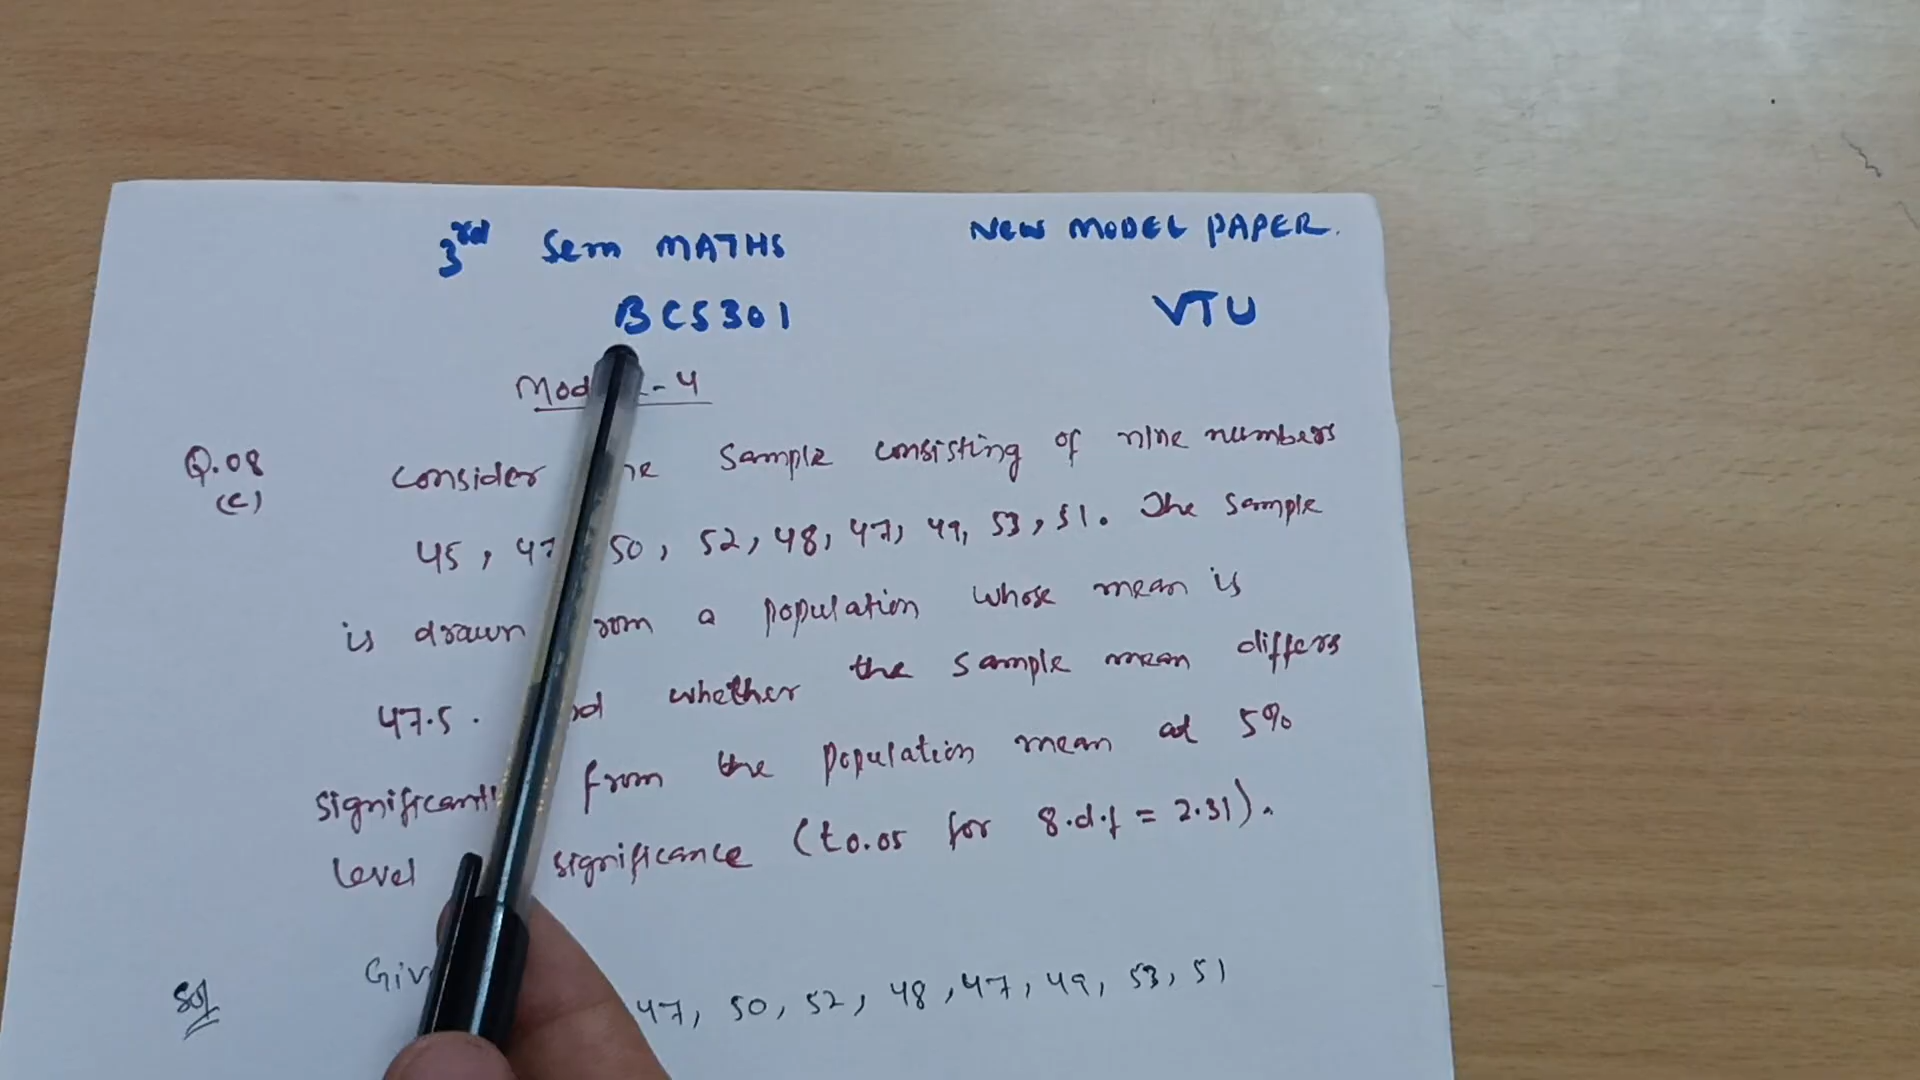 3rd Sem MATHS NEW MODEL PAPER.
BCS301 VTU
Mod -4
Q.08 consider sample consisting of nine numbers
(c)
45, 47 50, 52, 48, 47, 49, 53, 51. The sample
is drawn a population whose mean is
47.5. whether the sample mean differs
from the population mean at 5%
level significance (t0.05 for 8.d.f = 2.31).
Sol 47, 50, 52, 48, 47, 49, 53, 51